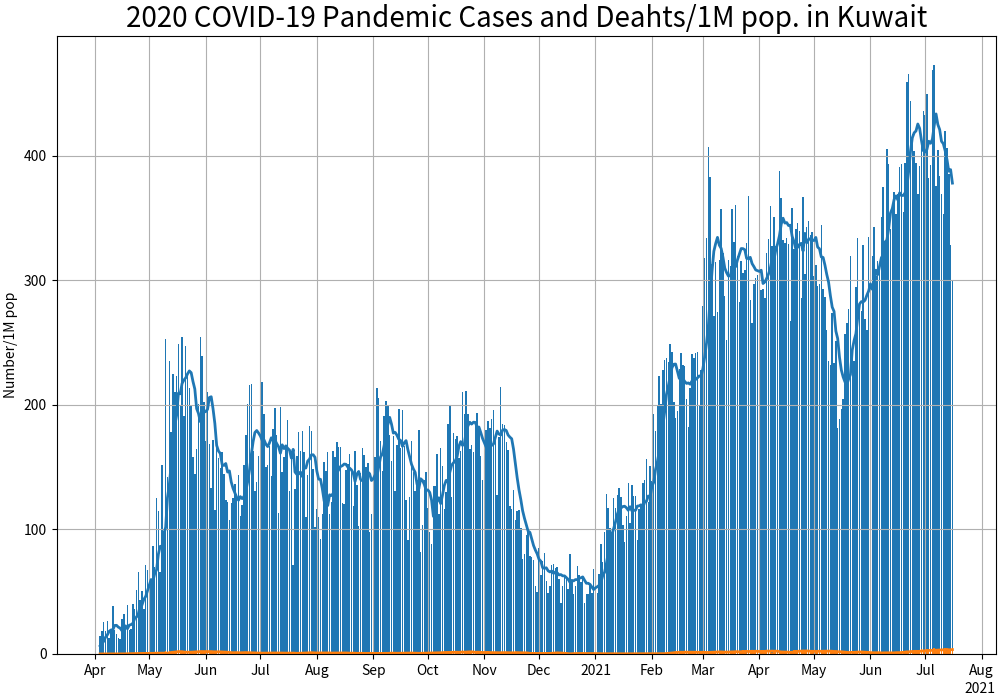 2020 COVID-19 Pandemic Cases and Deahts/1M pop. in Kuwait
Number/1M pop
400
300
200
100
0
Apr May Jun Jul Aug Sep Oct Nov Dec 2021 Feb Mar Apr May Jun Jul Aug
2021